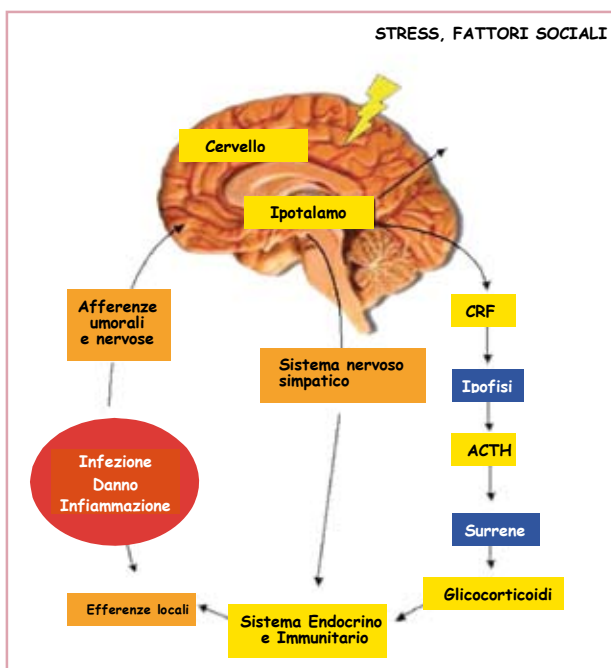 STRESS, FATTORI SOCIALI
Cervello
Ipotalamo
Afferenze
umorali
e nervose
Sistema nervoso
simpatico
CRF
Ipofisi
ACTH
Surrene
Glicocorticoidi
Infezione
Danno
Infiammazione
Efferenze locali
Sistema Endocrino
e Immunitario